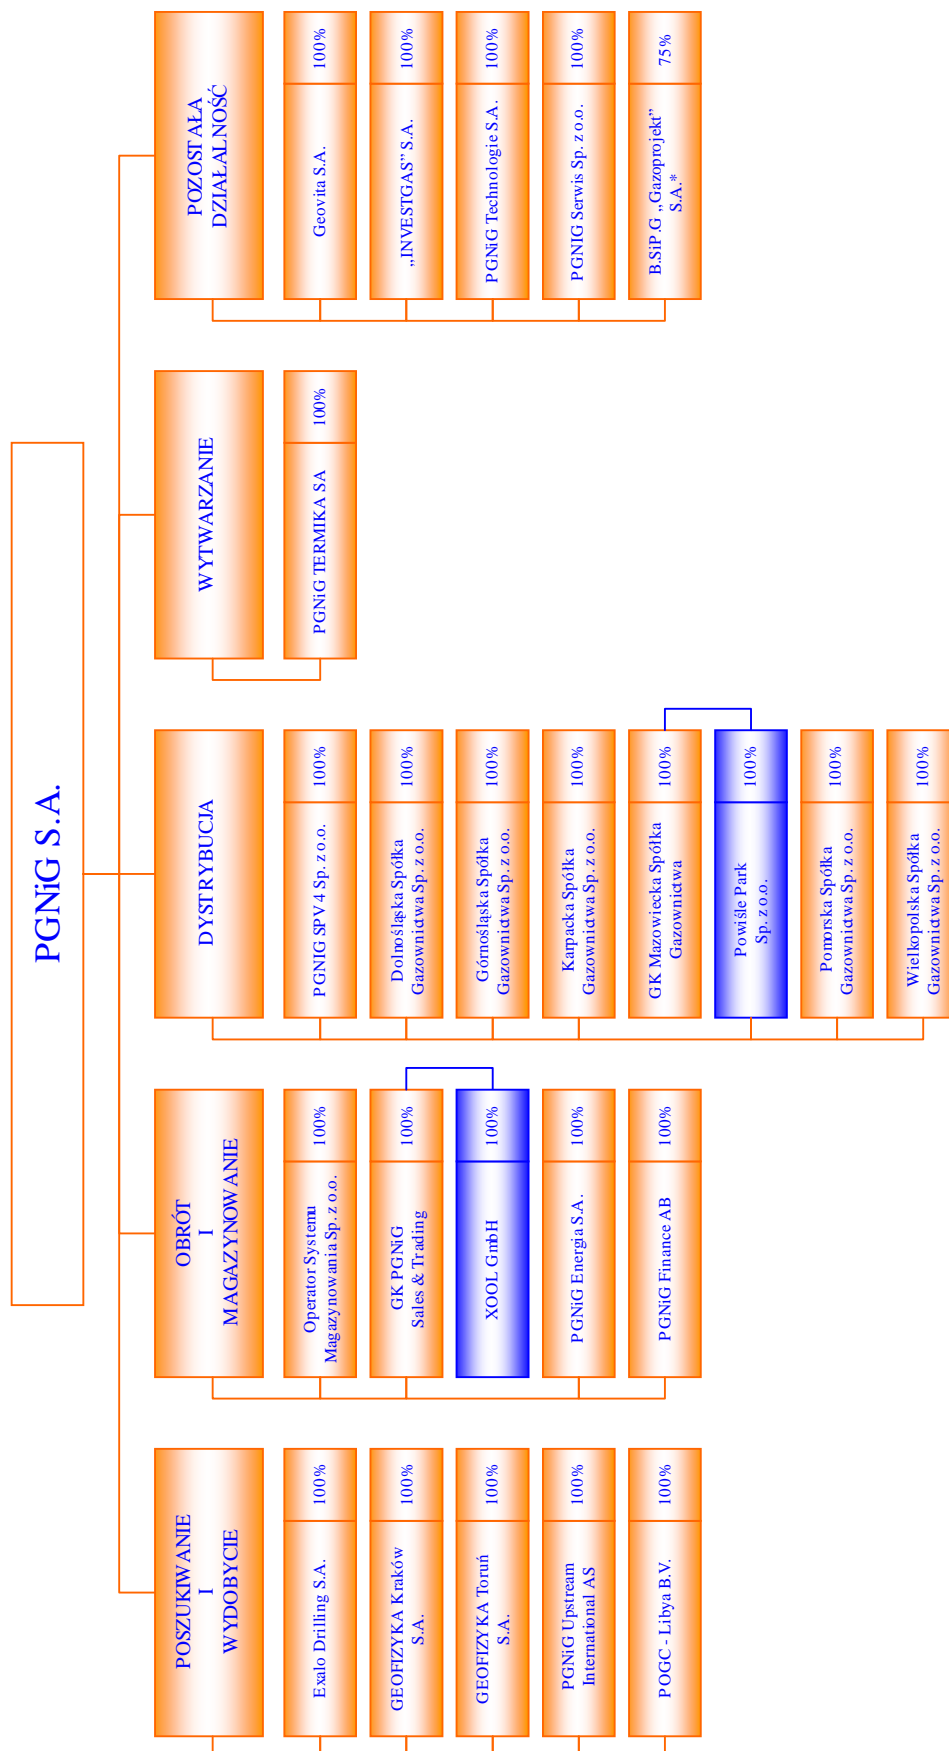 PGNiG S.A.
POSZUKIWANIE
I
WYDOBYCIE
Exalo Drilling S.A.
100%
GEOFIZYKA Kraków
S.A.
100%
GEOFIZYKA Toruń
S.A.
100%
PGNiG Upstream
International AS
100%
POGC - Libya B.V.
100%
OBRÓT
I
MAGAZYNOWANIE
Operator Systemu
Magazynowania Sp. z o.o.
100%
GK PGNiG
Sales & Trading
100%
XOOL GmbH
100%
PGNiG Energia S.A.
100%
PGNiG Finance AB
100%
DYSTRYBUCJA
PGNIG SPV 4 Sp. z o.o.
100%
Dolnośląska Spółka
Gazownictwa Sp. z o.o.
100%
Górnośląska Spółka
Gazownictwa Sp. z o.o.
100%
Karpacka Spółka
Gazownictwa Sp. z o.o.
100%
GK Mazowiecka Spółka
Gazownictwa
100%
Powiśle Park
Sp. z o.o.
100%
Pomorska Spółka
Gazownictwa Sp. z o.o.
100%
Wielkopolska Spółka
Gazownictwa Sp. z o.o.
100%
WYTWARZANIE
PGNiG TERMIKA SA
100%
POZOSTAŁA
DZIAŁALNOŚĆ
Geovita S.A.
100%
„INVESTGAS” S.A.
100%
PGNiG Technologie S.A.
100%
PGNIG Serwis Sp. z o.o.
100%
B.SiP.G „Gazoprojekt”
S.A.*
75%